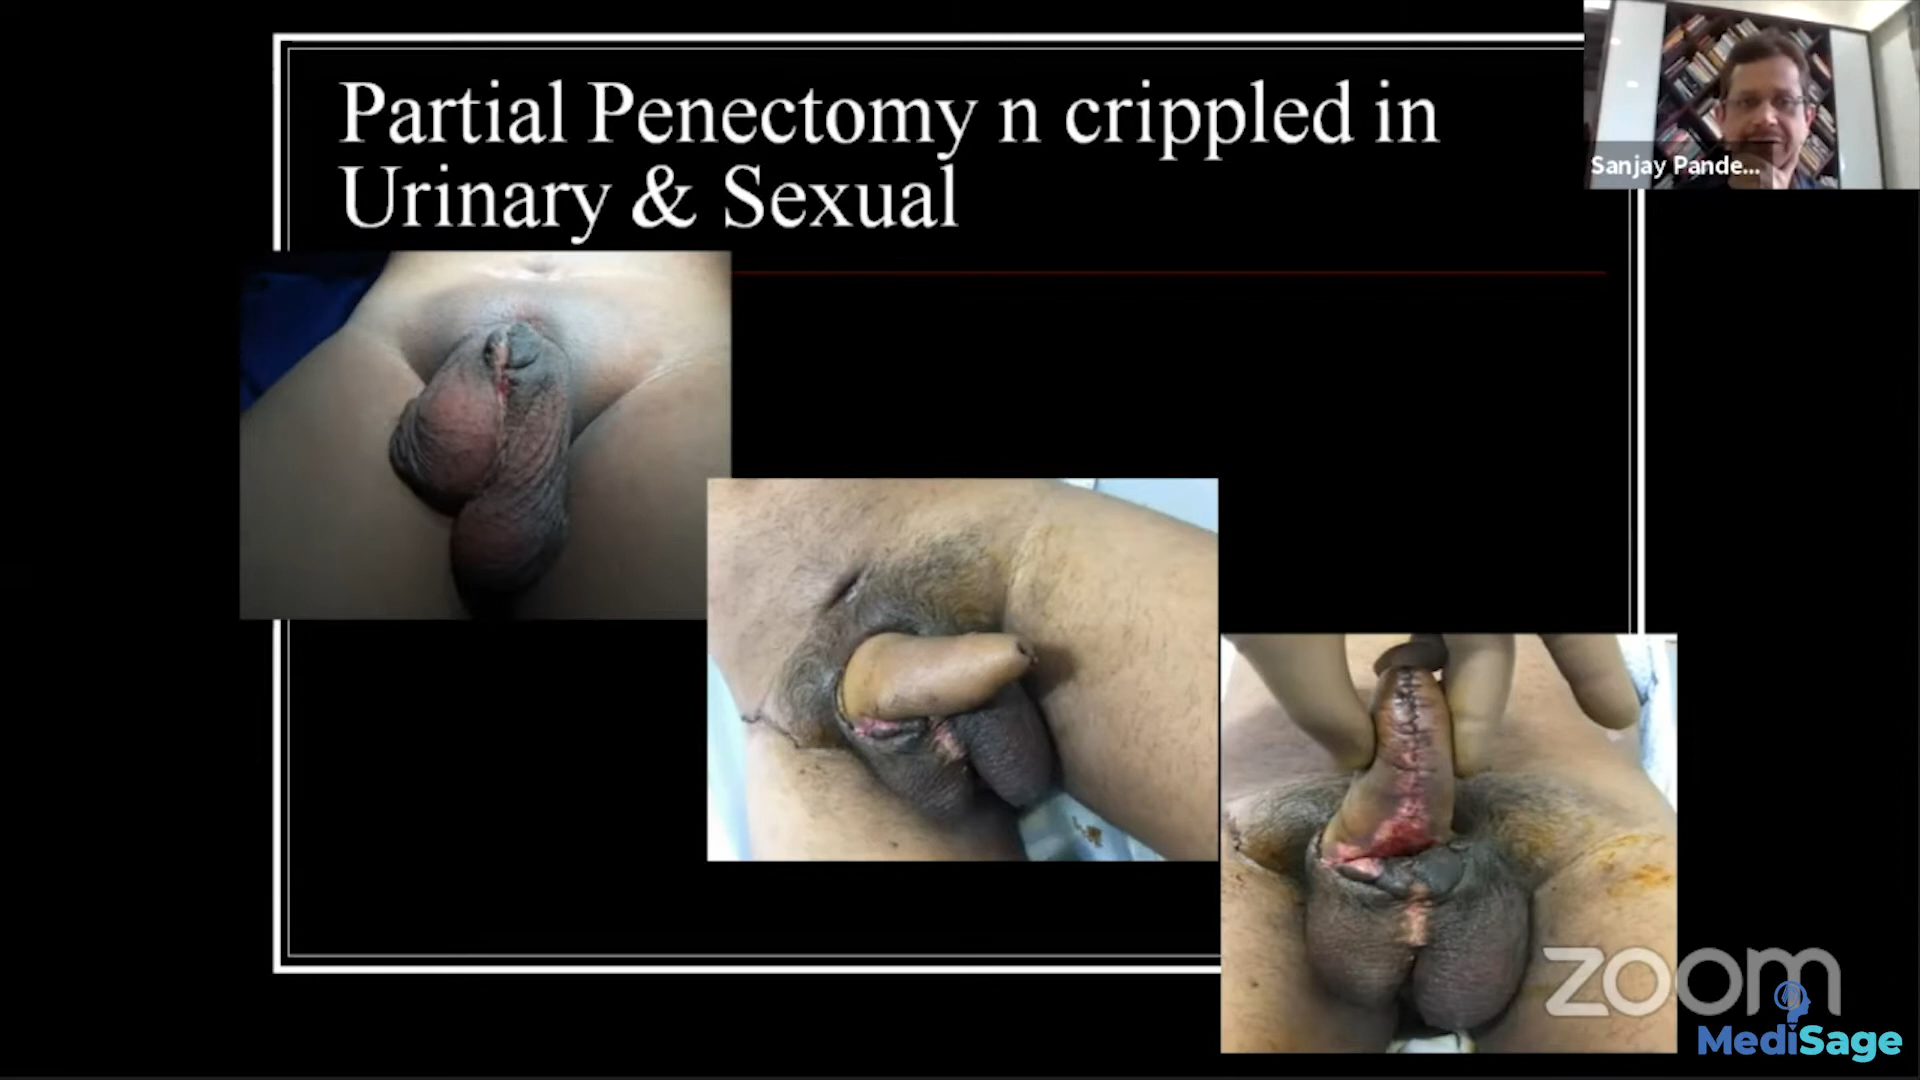 Partial Penectomy n crippled in
Urinary & Sexual
Sanjay Pande...
zoom
MediSage